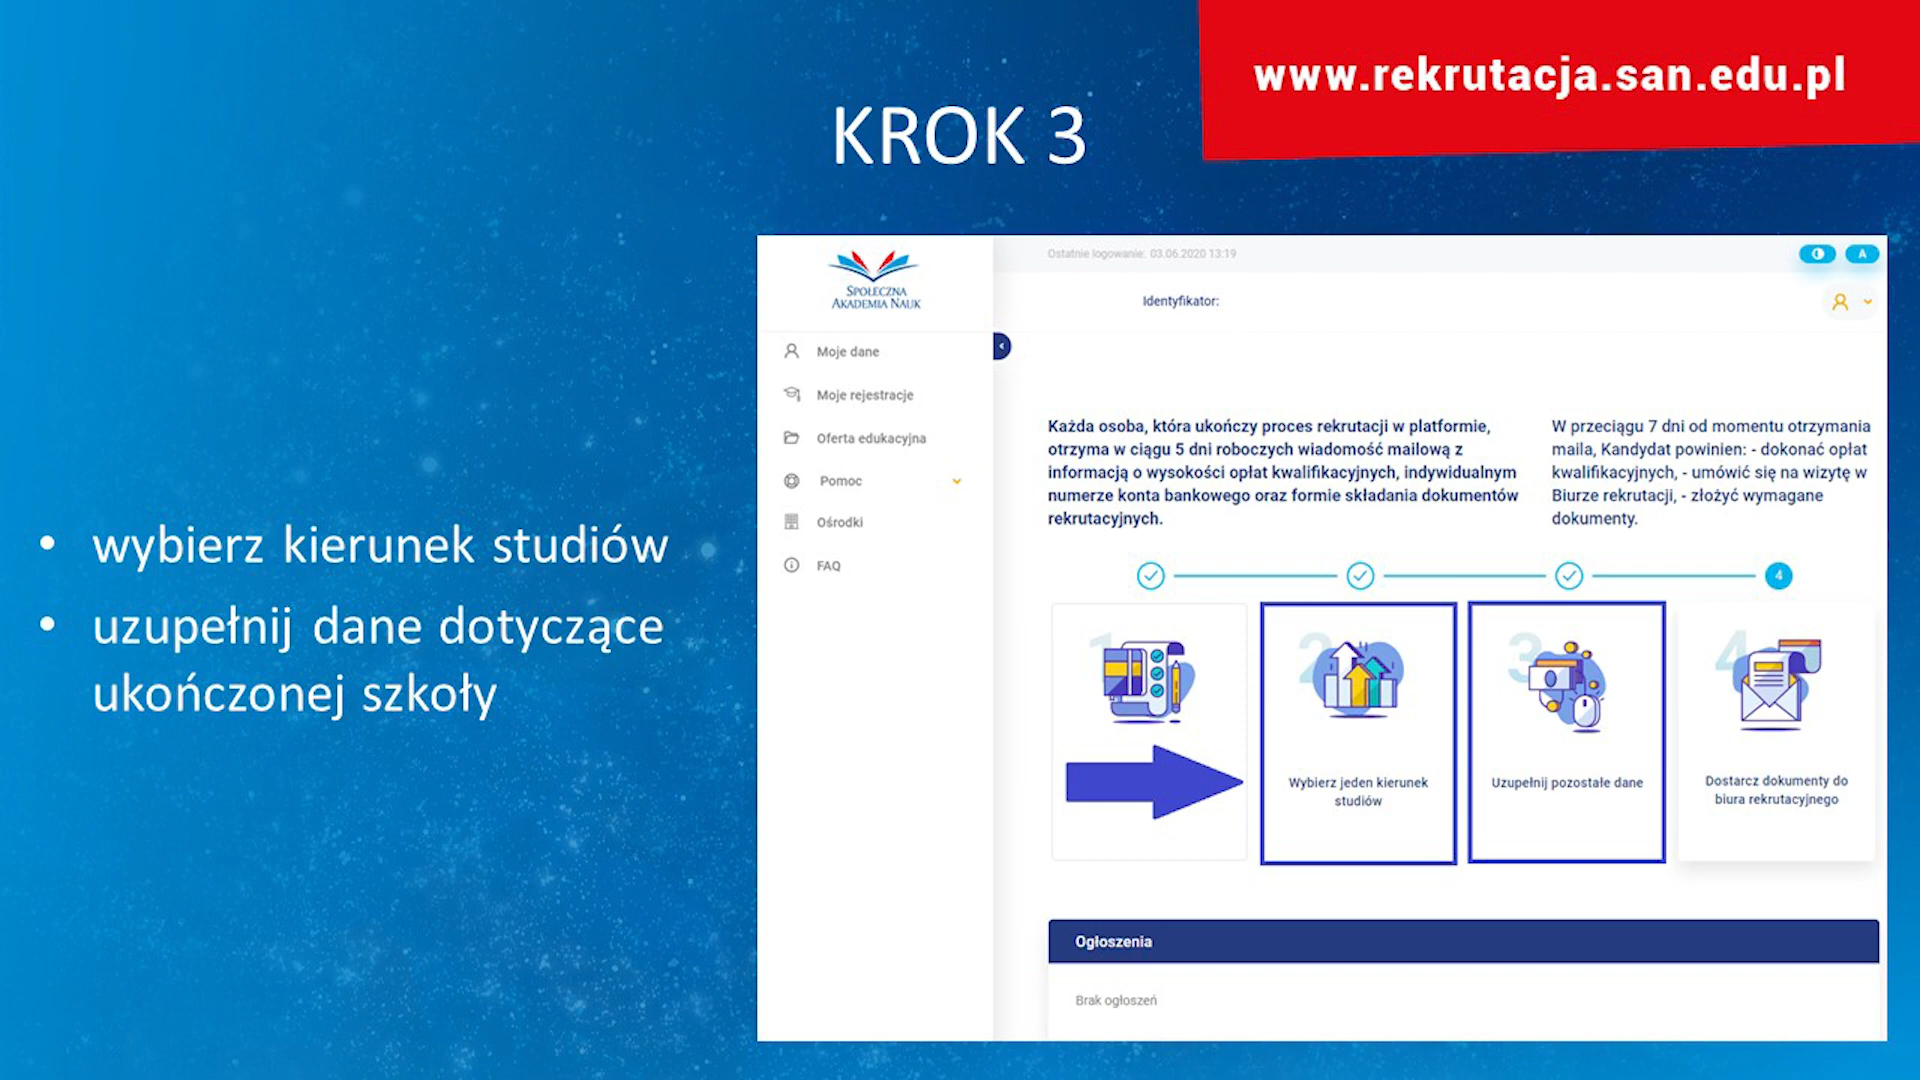 www.rekrutacja.san.edu.pl
KROK 3
• wybierz kierunek studiów
• uzupełnij dane dotyczące
ukończonej szkoły
SPOŁECZNA
AKADEMIA NAUK
Moje dane
Moje rejestracje
Oferta edukacyjna
Pomoc
Ośrodki
FAQ
Ostatnie logowanie: 03.06.2020 13:19
A
Identyfikator:
Każda osoba, która ukończy proces rekrutacji w platformie,
otrzyma w ciągu 5 dni roboczych wiadomość mailową z
informacją o wysokości opłat kwalifikacyjnych, indywidualnym
numerze konta bankowego oraz formie składania dokumentów
rekrutacyjnych.
W przeciągu 7 dni od momentu otrzymania
maila, Kandydat powinien: - dokonać opłat
kwalifikacyjnych, - umówić się na wizytę w
Biurze rekrutacji, - złożyć wymagane
dokumenty.
4
1
2
3
4
Wybierz jeden kierunek
studiów
Uzupełnij pozostałe dane
Dostarcz dokumenty do
biura rekrutacyjnego
Ogłoszenia
Brak ogłoszeń